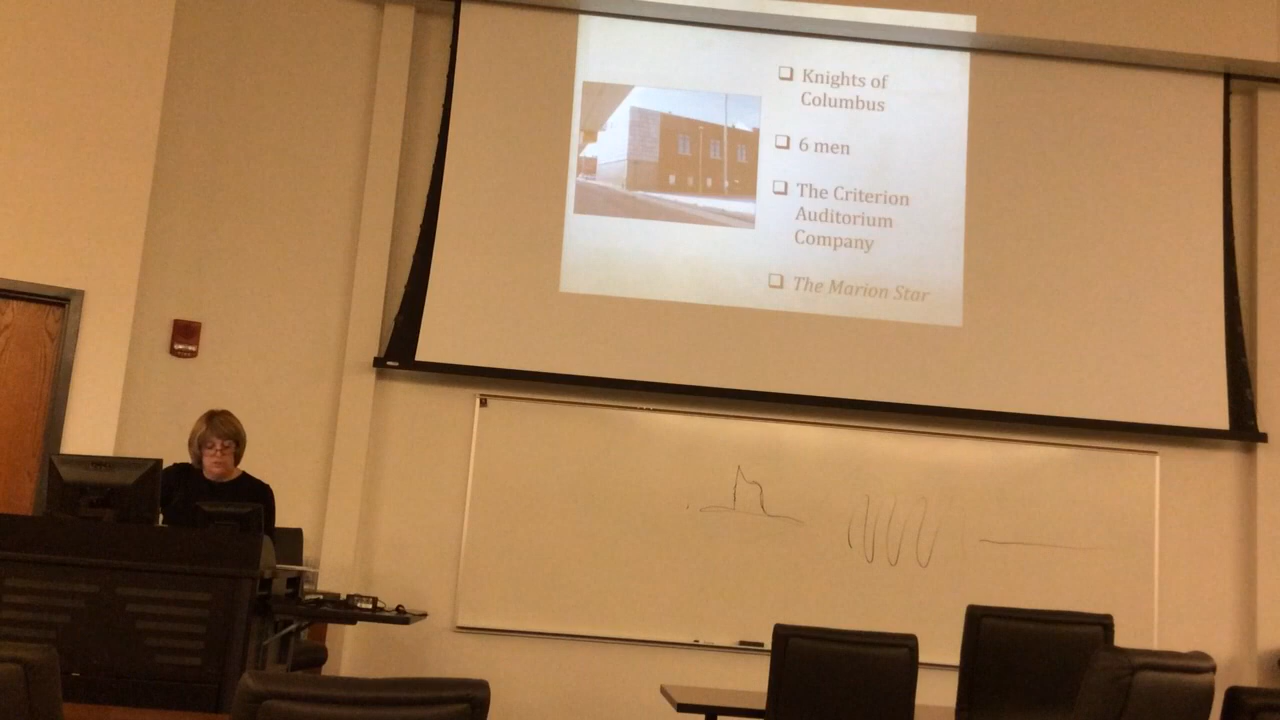 Knights of
Columbus
6 men
The Criterion
Auditorium
Company
The Marion Star